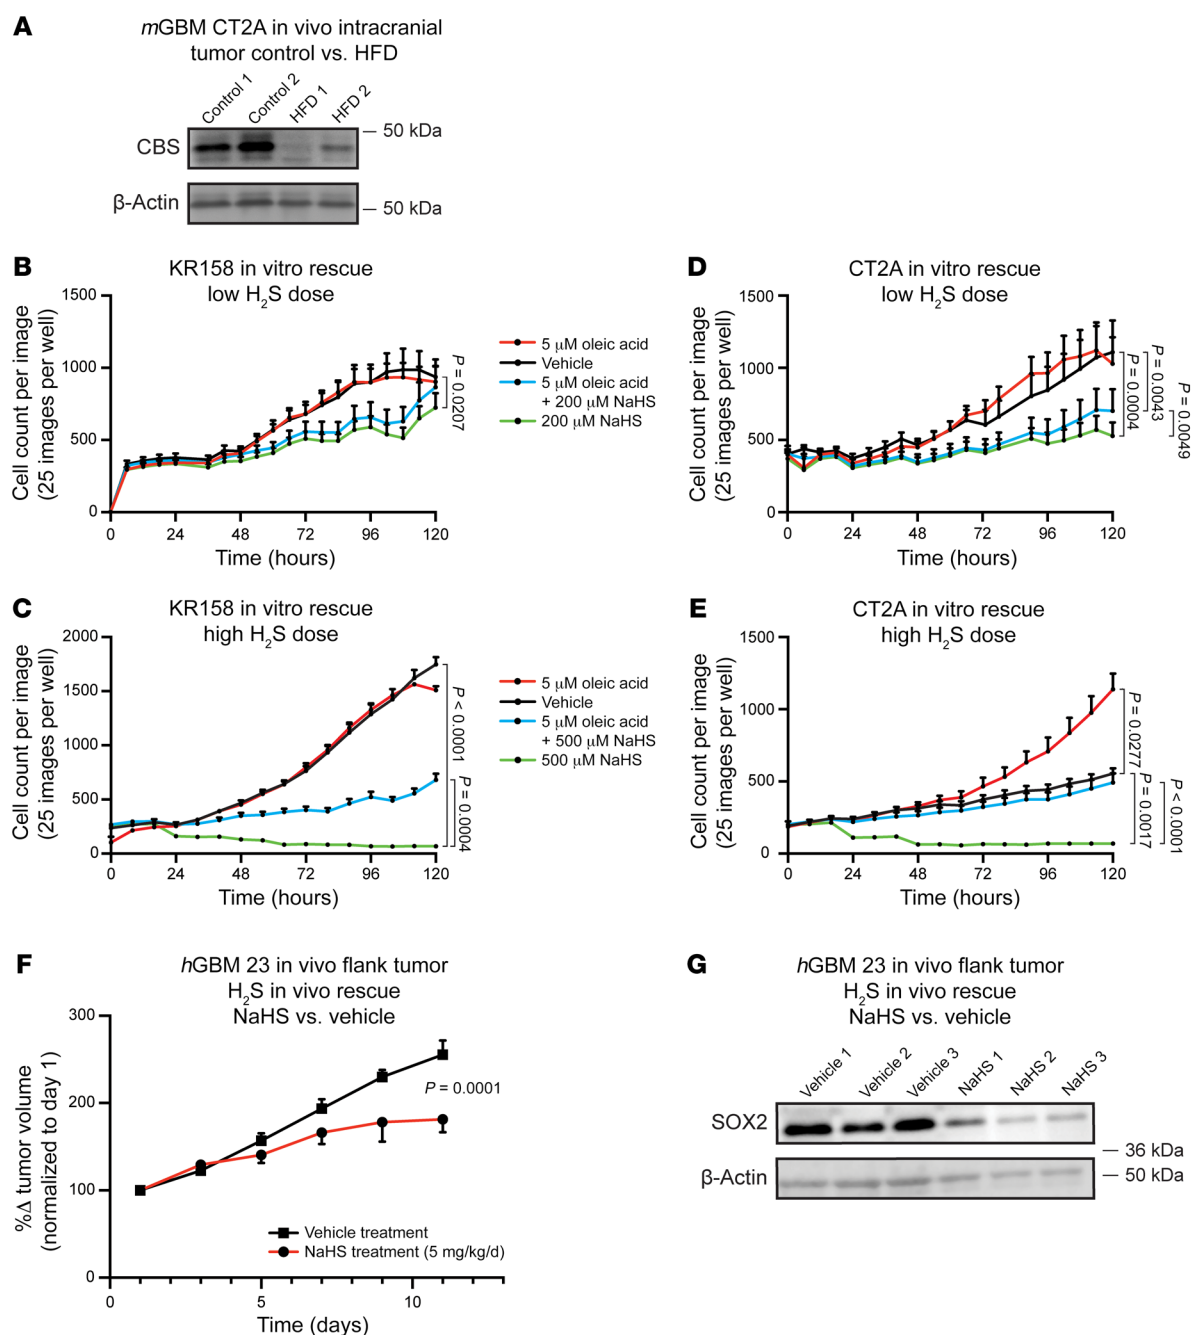 A
mGBM CT2A in vivo intracranial
tumor control vs. HFD
Control 1
Control 2
HFD 1
HFD 2
CBS
— 50 kDa
β-Actin
— 50 kDa
B
KR158 in vitro rescue
low H2S dose
Cell count per image
(25 images per well)
1500
1000
500
0
0 24 48 72 96 120
Time (hours)
P = 0.0207
5 μM oleic acid
Vehicle
5 μM oleic acid
+ 200 μM NaHS
200 μM NaHS
D
CT2A in vitro rescue
low H2S dose
Cell count per image
(25 images per well)
1500
1000
500
0
0 24 48 72 96 120
Time (hours)
P = 0.0004
P = 0.0043
P = 0.0049
C
KR158 in vitro rescue
high H2S dose
Cell count per image
(25 images per well)
2000
1500
1000
500
0
0 24 48 72 96 120
Time (hours)
P < 0.0001
P = 0.0004
5 μM oleic acid
Vehicle
5 μM oleic acid
+ 500 μM NaHS
500 μM NaHS
E
CT2A in vitro rescue
high H2S dose
Cell count per image
(25 images per well)
1500
1000
500
0
0 24 48 72 96 120
Time (hours)
P = 0.0277
P = 0.0017
P < 0.0001
F
hGBM 23 in vivo flank tumor
H2S in vivo rescue
NaHS vs. vehicle
%Δ tumor volume
(normalized to day 1)
300
200
100
0
0 5 10
Time (days)
P = 0.0001
Vehicle treatment
NaHS treatment (5 mg/kg/d)
G
hGBM 23 in vivo flank tumor
H2S in vivo rescue
NaHS vs. vehicle
Vehicle 1
Vehicle 2
Vehicle 3
NaHS 1
NaHS 2
NaHS 3
SOX2
— 36 kDa
β-Actin
— 50 kDa